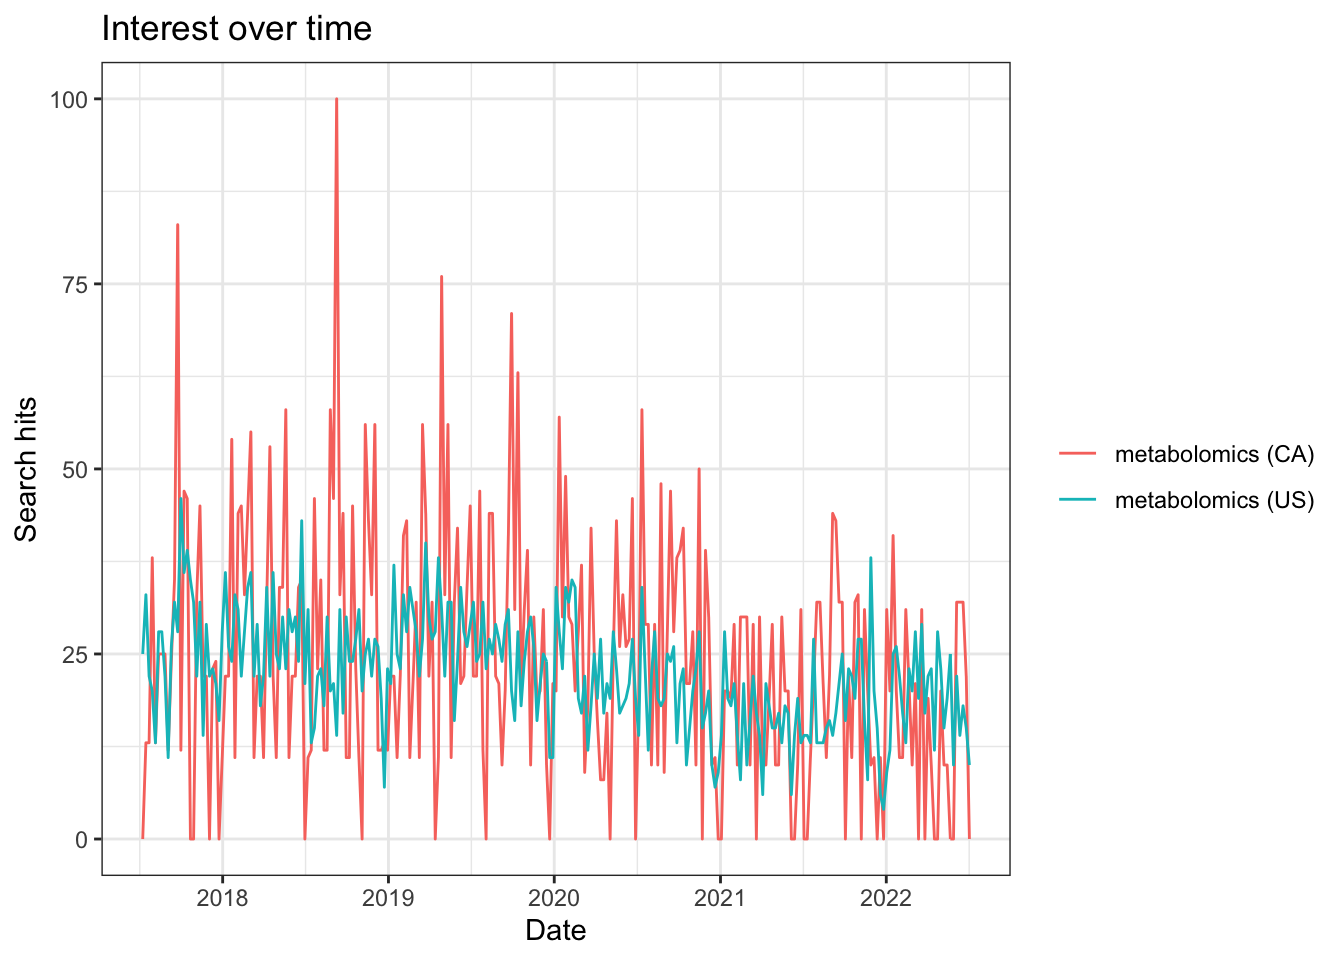 Interest over time
Search hits
100
75
50
25
0
2018 2019 2020 2021 2022
Date
metabolomics (CA)
metabolomics (US)